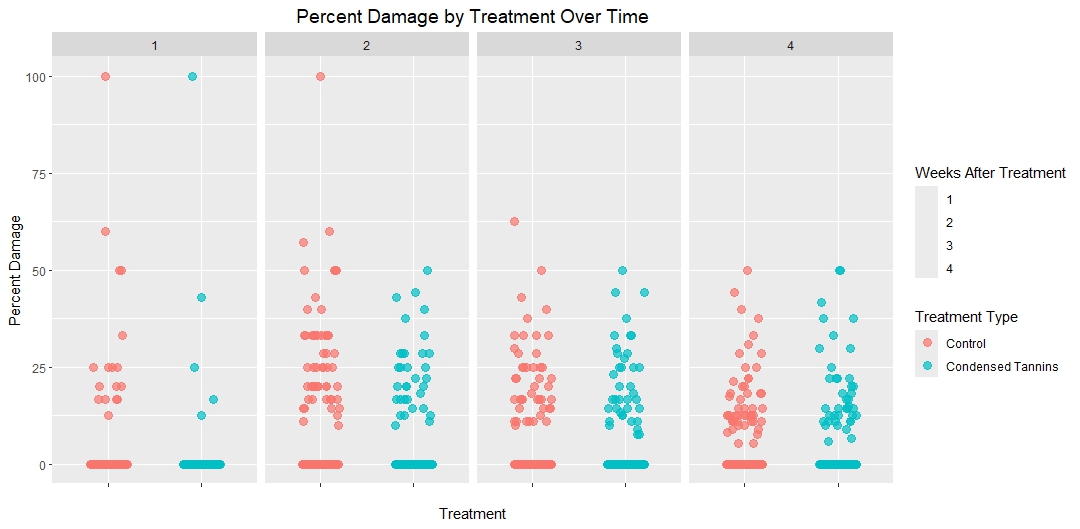 Percent Damage by Treatment Over Time
1 2 3 4
100
75
50
25
0
Percent Damage
Treatment
Weeks After Treatment
1
2
3
4
Treatment Type
Control
Condensed Tannins